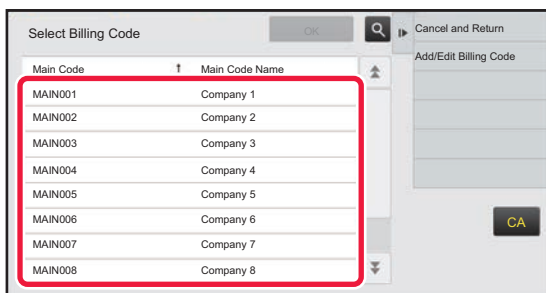 Select Billing Code
OK
Cancel and Return
Add/Edit Billing Code
Main Code Main Code Name
MAIN001 Company 1
MAIN002 Company 2
MAIN003 Company 3
MAIN004 Company 4
MAIN005 Company 5
MAIN006 Company 6
MAIN007 Company 7
MAIN008 Company 8
CA